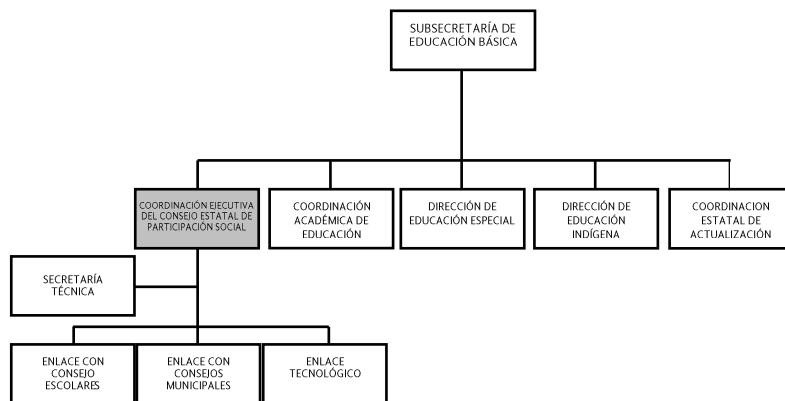 SUBSECRETARÍA DE
EDUCACIÓN BÁSICA
COORDINACIÓN EJECUTIVA
DEL CONSEJO ESTATAL DE
PARTICIPACIÓN SOCIAL
COORDINACIÓN
ACADÉMICA DE
EDUCACIÓN
DIRECCIÓN DE
EDUCACIÓN ESPECIAL
DIRECCIÓN DE
EDUCACIÓN
INDÍGENA
COORDINACION
ESTATAL DE
ACTUALIZACIÓN
SECRETARÍA
TÉCNICA
ENLACE CON
CONSEJO
ESCOLARES
ENLACE CON
CONSEJOS
MUNICIPALES
ENLACE
TECNOLÓGICO